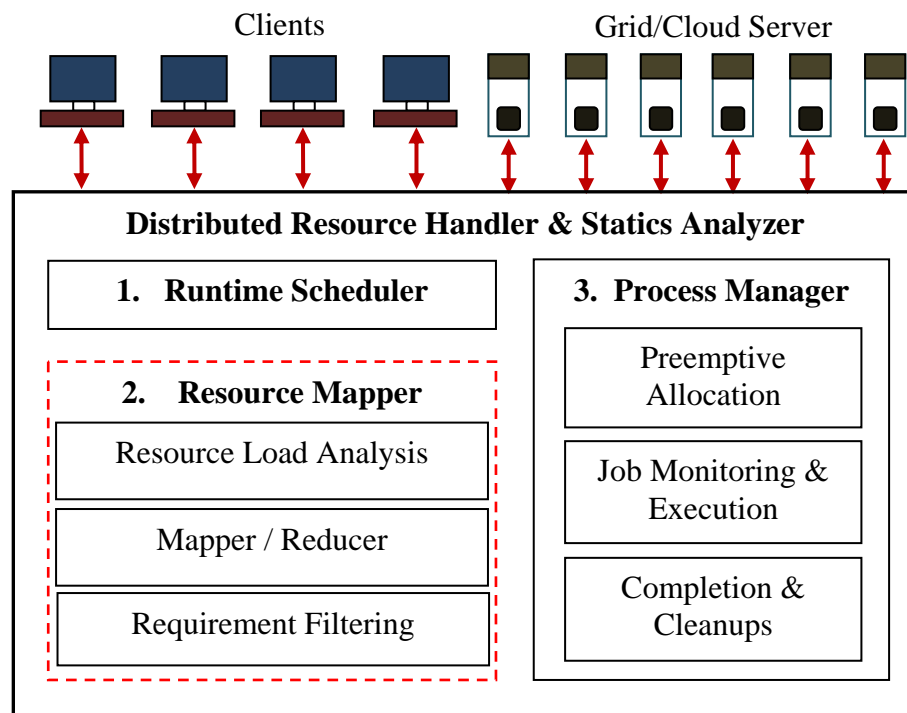 Clients
Grid/Cloud Server
Distributed Resource Handler & Statics Analyzer
1. Runtime Scheduler
2. Resource Mapper
Resource Load Analysis
Mapper / Reducer
Requirement Filtering
3. Process Manager
Preemptive
Allocation
Job Monitoring &
Execution
Completion &
Cleanups